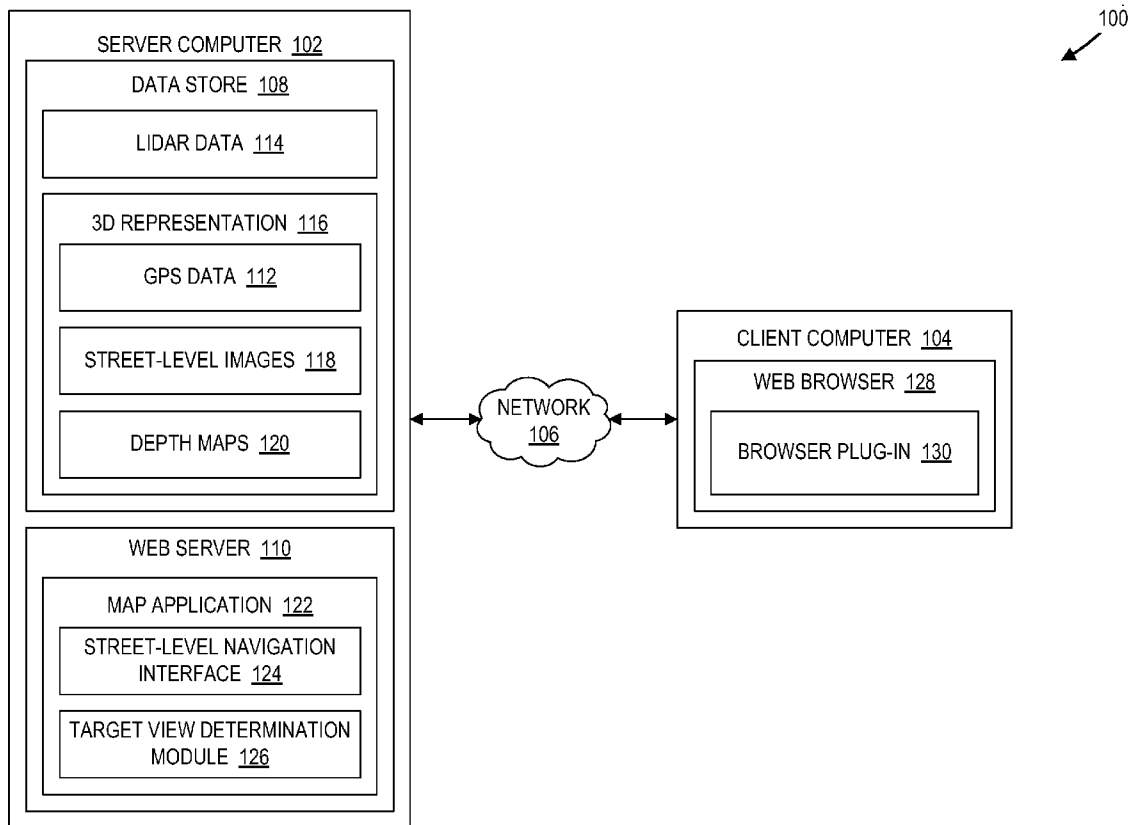 100
SERVER COMPUTER 102
DATA STORE 108
LIDAR DATA 114
3D REPRESENTATION 116
GPS DATA 112
STREET-LEVEL IMAGES 118
DEPTH MAPS 120
WEB SERVER 110
MAP APPLICATION 122
STREET-LEVEL NAVIGATION
INTERFACE 124
TARGET VIEW DETERMINATION
MODULE 126
NETWORK
106
CLIENT COMPUTER 104
WEB BROWSER 128
BROWSER PLUG-IN 130